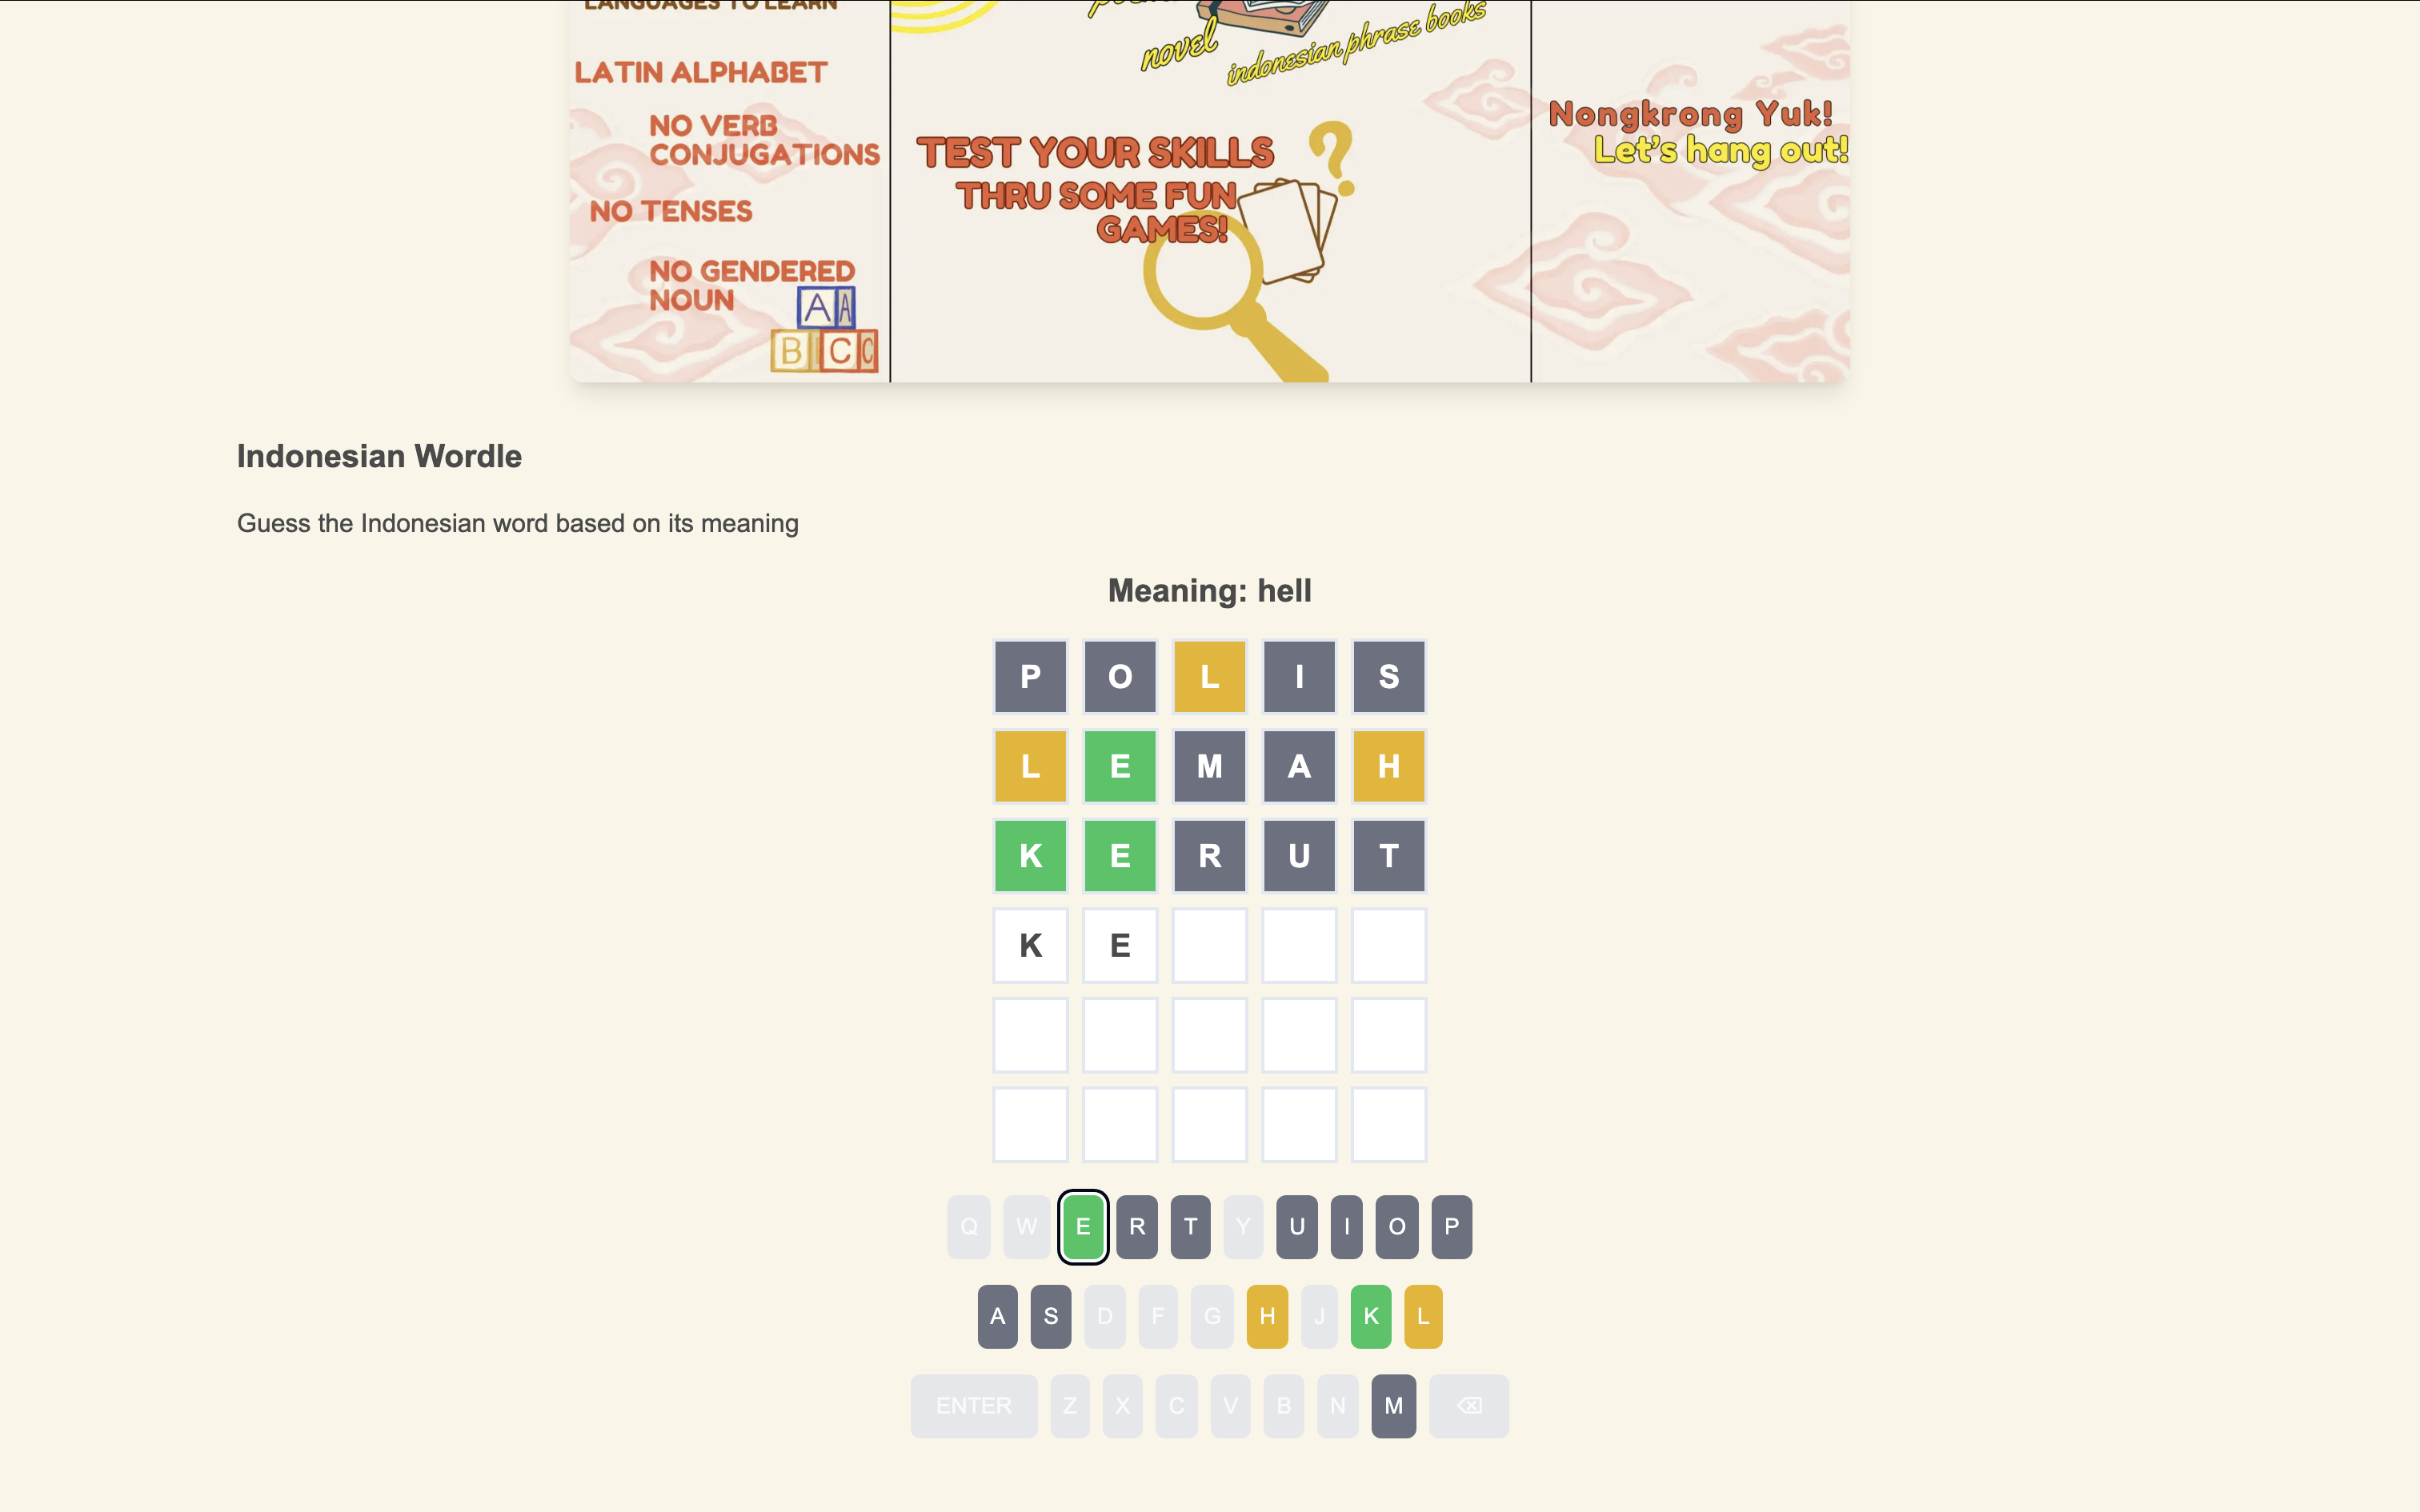 LANGUAGES TO LEARN
LATIN ALPHABET
NO VERB
CONJUGATIONS
NO TENSES
NO GENDERED
NOUN
A A
B C C
novel
indonesian phrase books
TEST YOUR SKILLS
THRU SOME FUN
GAMES!
?
Nongkrong Yuk!
Let's hang out!
Indonesian Wordle
Guess the Indonesian word based on its meaning
Meaning: hell
P O L I S
L E M A H
K E R U T
K E
Q W E R T Y U I O P
A S D F G H J K L
ENTER Z X C V B N M